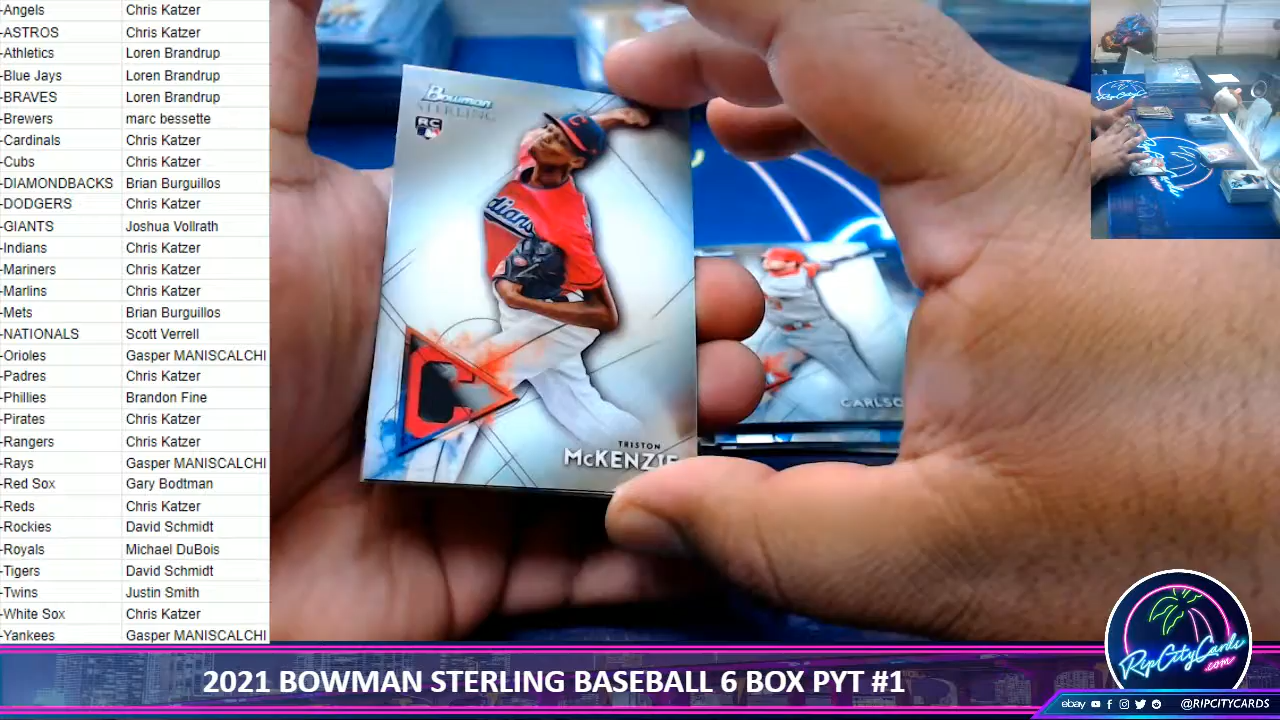 -Angels Chris Katzer
-ASTROS Chris Katzer
-Athletics Loren Brandrup
-Blue Jays Loren Brandrup
-BRAVES Loren Brandrup
-Brewers marc bessette
-Cardinals Chris Katzer
-Cubs Chris Katzer
-DIAMONDBACKS Brian Burguillos
-DODGERS Chris Katzer
-GIANTS Joshua Vollrath
-Indians Chris Katzer
-Mariners Chris Katzer
-Marlins Chris Katzer
-Mets Brian Burguillos
-NATIONALS Scott Verrell
-Orioles Gasper MANISCALCHI
-Padres Chris Katzer
-Phillies Brandon Fine
-Pirates Chris Katzer
-Rangers Chris Katzer
-Rays Gasper MANISCALCHI
-Red Sox Gary Bodtman
-Reds Chris Katzer
-Rockies David Schmidt
-Royals Michael DuBois
-Tigers David Schmidt
-Twins Justin Smith
-White Sox Chris Katzer
-Yankees Gasper MANISCALCHI
Bowman
STERLING
RC
C
ndians
C
TRISTON
McKENZIE
CARLSO
RipCityCards
.com
2021 BOWMAN STERLING BASEBALL 6 BOX PYT #1
ebay @RIPCITYCARDS